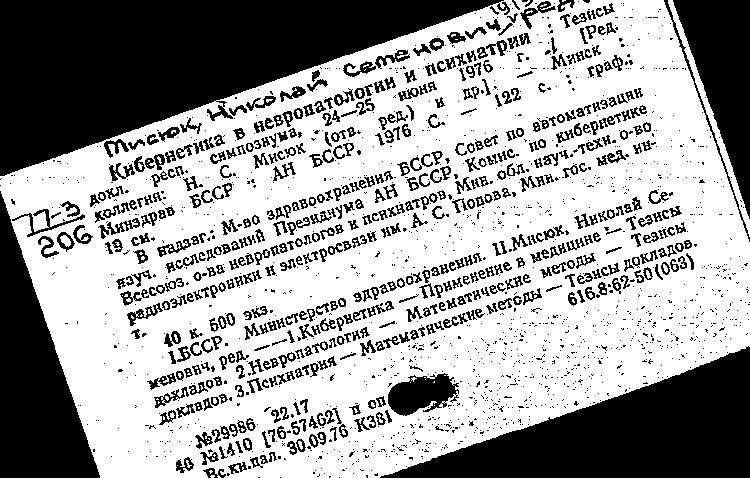 Мисюк, Николай Семенович, ред.
Кибернетика в невропатологии и психиатрии : Тезисы
докл. респ. симпозиума, 24—25 июня 1976 г. / [Ред.
коллегия: Н. С. Мисюк (отв. ред.) и др.]. — Минск :
Минздрав БССР : АН БССР, 1976 С. — 122 с. : граф.;
19 см.
77-3
206
В надзаг.: М-во здравоохранения БССР, Совет по автоматизации
науч. исследований Президиума АН БССР, Комис. по кибернетике
Всесоюз. о-ва невропатологов и психиатров, Мин. обл. науч.-техн. о-во
радиоэлектроники и электросвязи им. А. С. Попова, Мин. гос. мед. ин-
т.
40 к. 500 экз.
I.БССР. Министерство здравоохранения. II.Мисюк, Николай Се-
менович, ред. ——1.Кибернетика — Применение в медицине — Тезисы
докладов. 2.Невропатология — Математические методы — Тезисы
докладов. 3.Психиатрия — Математические методы — Тезисы докладов.
616.8:62-50(063)
№29986 22.17
40 №1410 [76-57462] п оп
Вс.кн.пал. 30.09.76 К381